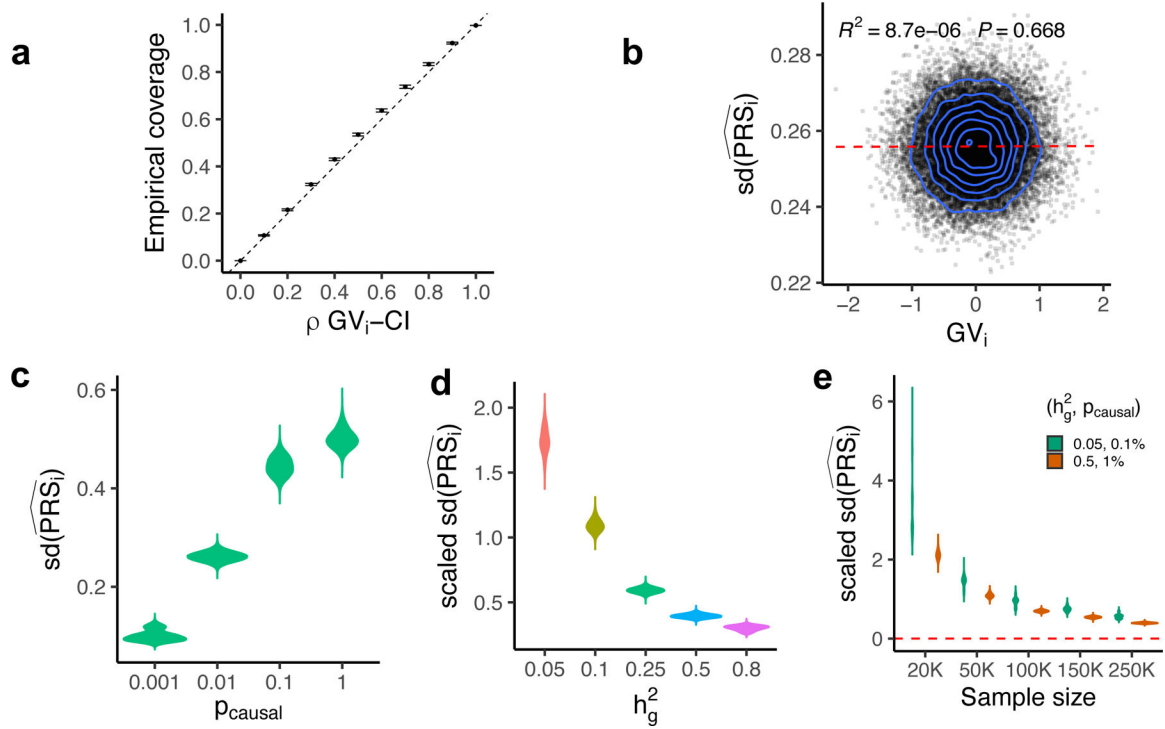 a
Empirical coverage
1.0
0.8
0.6
0.4
0.2
0.0
0.0 0.2 0.4 0.6 0.8 1.0
ρ GVᵢ−CI
b
R² = 8.7e−06 P = 0.668
sd(P͡RSᵢ)
0.28
0.26
0.24
0.22
−2 −1 0 1 2
GVᵢ
c
sd(PRSᵢ)
0.6
0.4
0.2
0.001 0.01 0.1 1
p_causal
d
scaled sd(PRSᵢ)
2.0
1.5
1.0
0.5
0.05 0.1 0.25 0.5 0.8
h²_g
e
scaled sd(PRSᵢ)
6
4
2
0
(h²_g, p_causal)
0.05, 0.1%
0.5, 1%
20K 50K 100K 150K 250K
Sample size